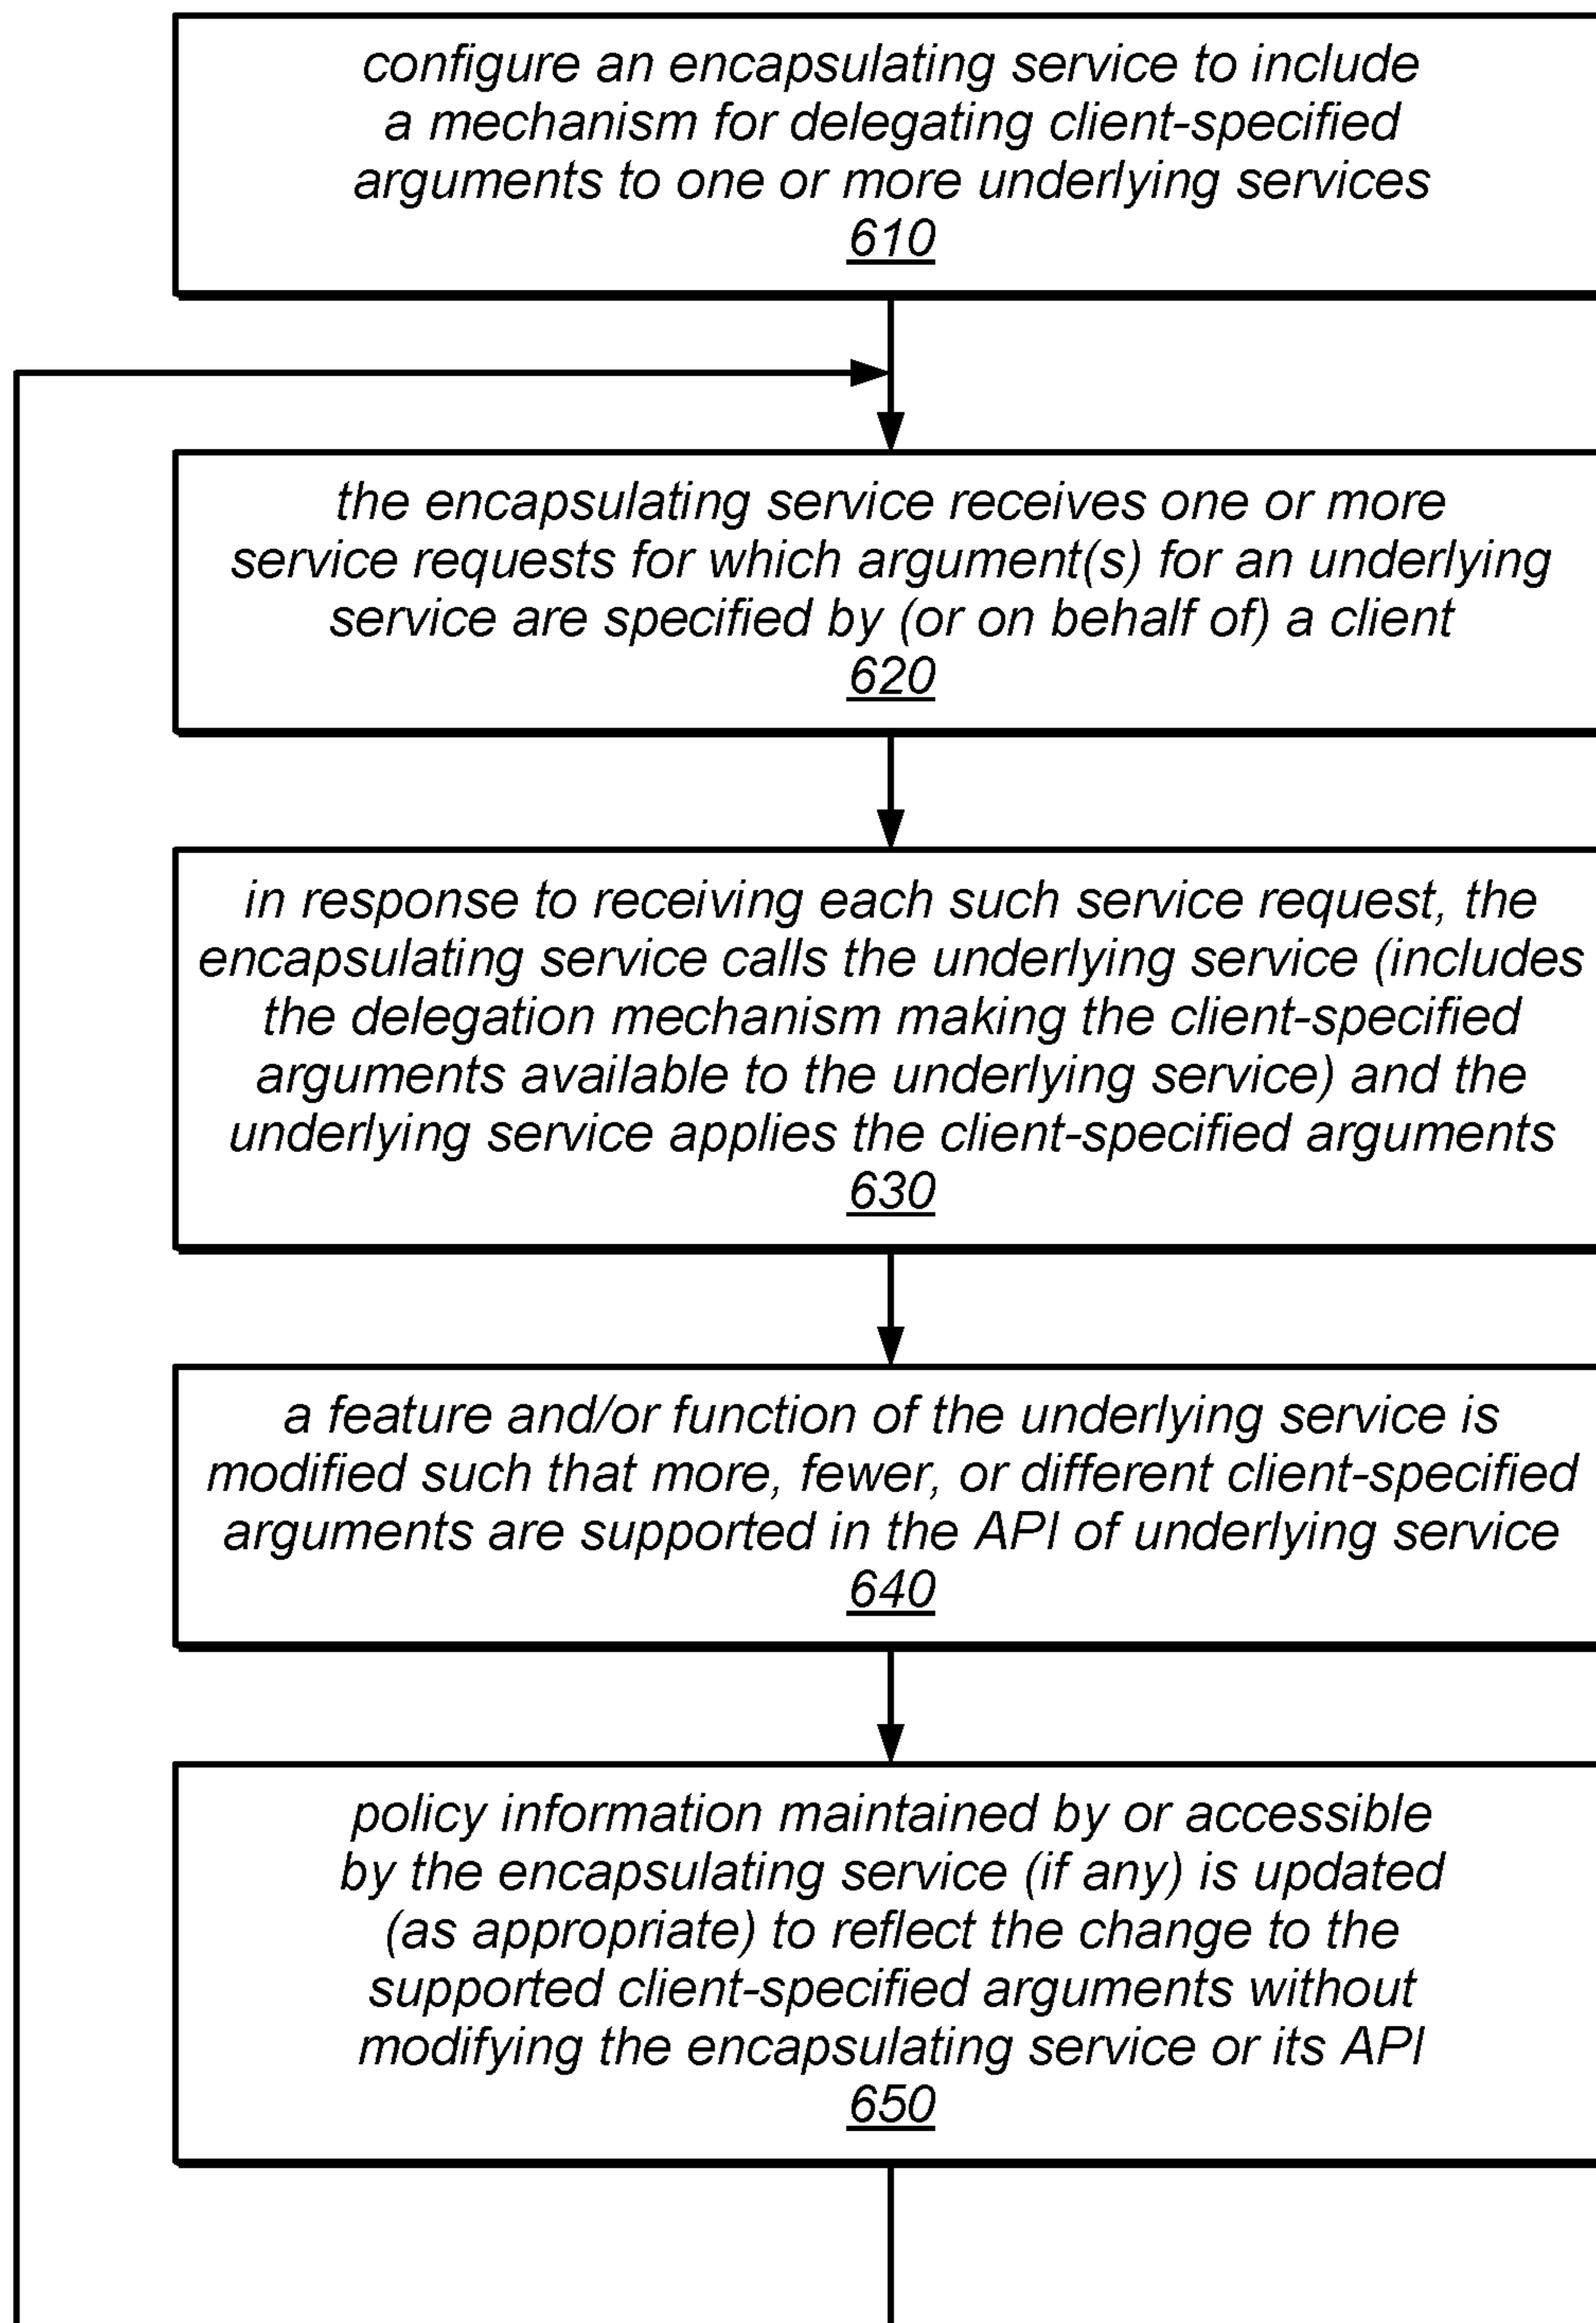 configure an encapsulating service to include
a mechanism for delegating client-specified
arguments to one or more underlying services
610
the encapsulating service receives one or more
service requests for which argument(s) for an underlying
service are specified by (or on behalf of) a client
620
in response to receiving each such service request, the
encapsulating service calls the underlying service (includes
the delegation mechanism making the client-specified
arguments available to the underlying service) and the
underlying service applies the client-specified arguments
630
a feature and/or function of the underlying service is
modified such that more, fewer, or different client-specified
arguments are supported in the API of underlying service
640
policy information maintained by or accessible
by the encapsulating service (if any) is updated
(as appropriate) to reflect the change to the
supported client-specified arguments without
modifying the encapsulating service or its API
650